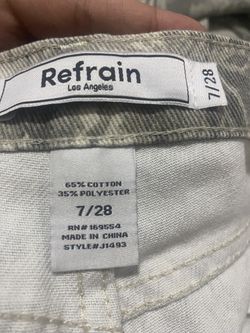 Refrain
Los Angeles
7/28
65% COTTON
35% POLYESTER
7/28
RN# 169554
MADE IN CHINA
STYLE#J1493